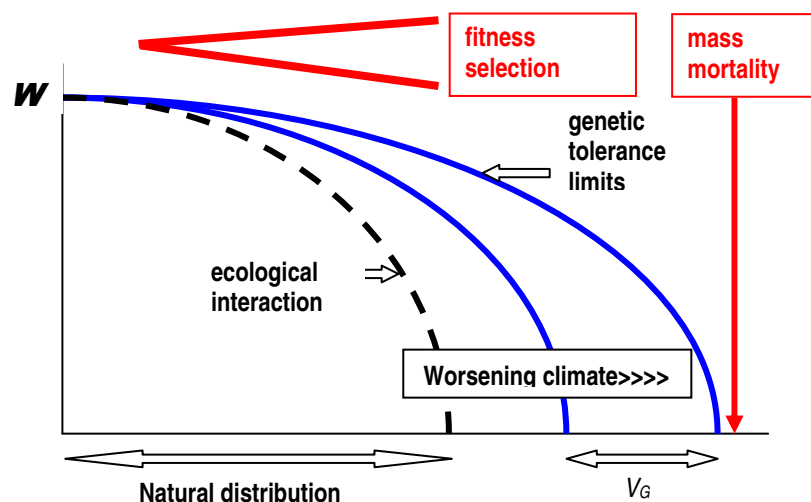 fitness
selection
mass
mortality
W
genetic
tolerance
limits
ecological
interaction
Worsening climate>>>>
Natural distribution
VG